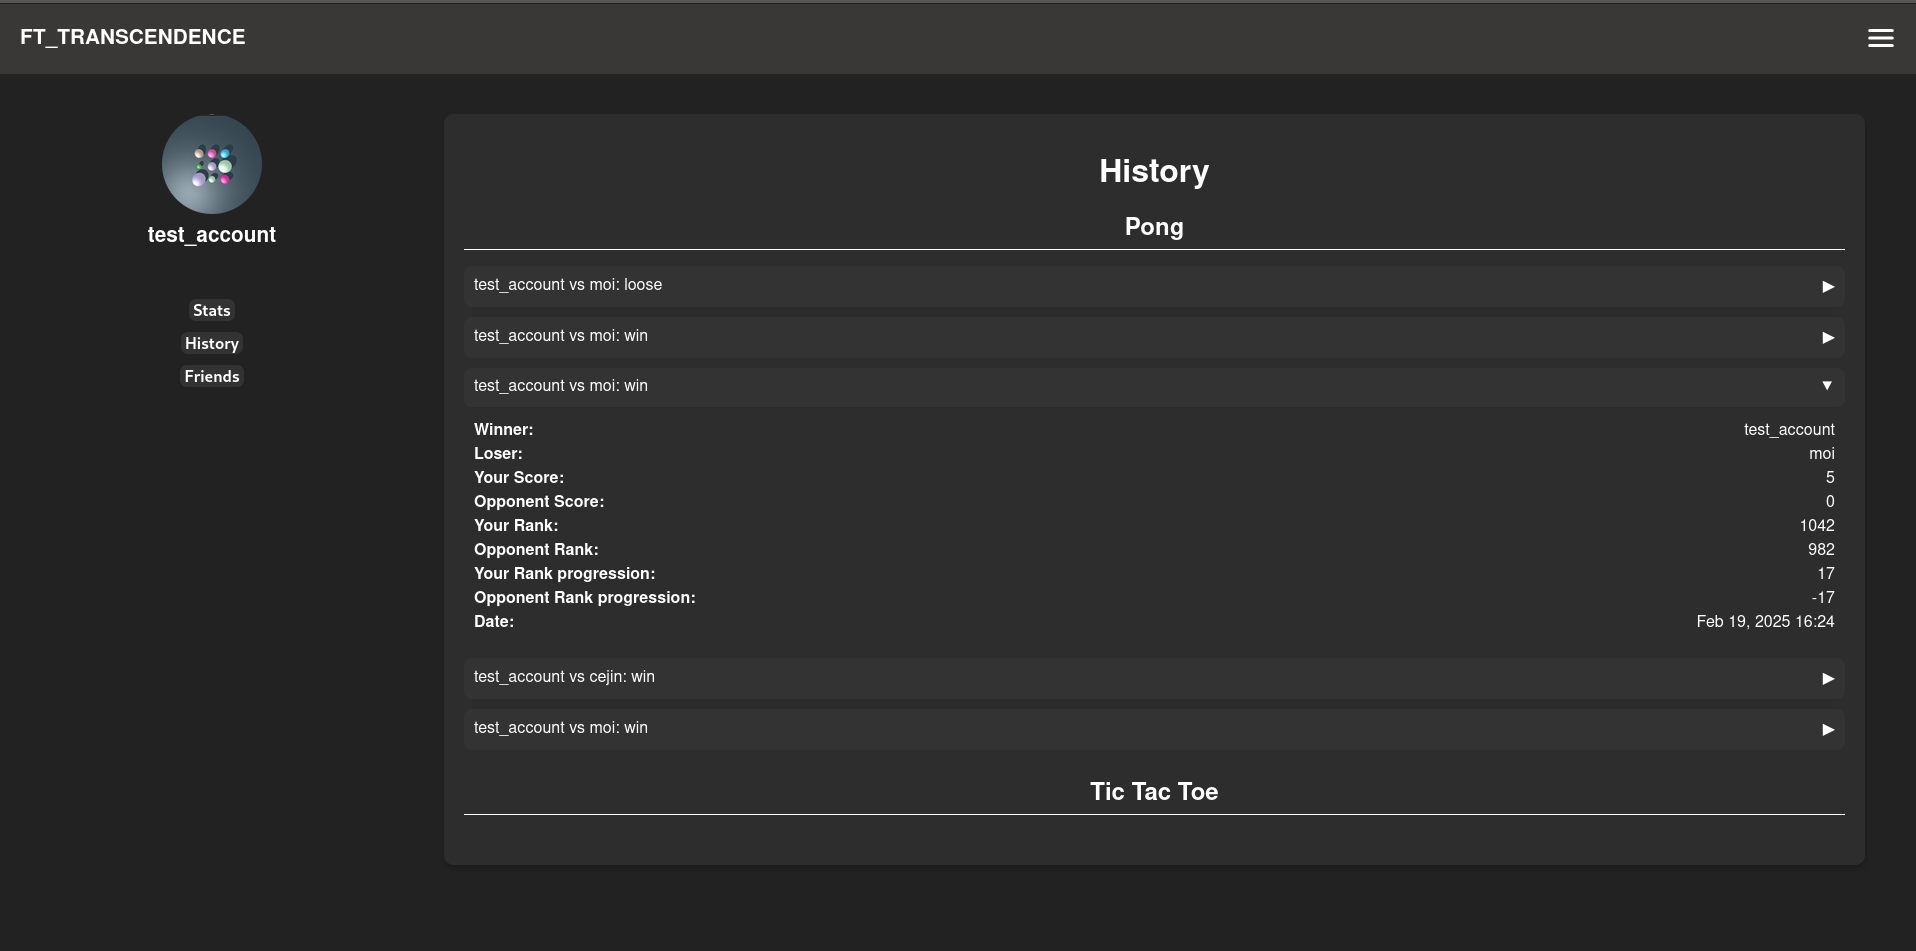 FT_TRANSCENDENCE
test_account
Stats
History
Friends
History
Pong
test_account vs moi: loose
test_account vs moi: win
test_account vs moi: win
Winner: test_account
Loser: moi
Your Score: 5
Opponent Score: 0
Your Rank: 1042
Opponent Rank: 982
Your Rank progression: 17
Opponent Rank progression: -17
Date: Feb 19, 2025 16:24
test_account vs cejin: win
test_account vs moi: win
Tic Tac Toe